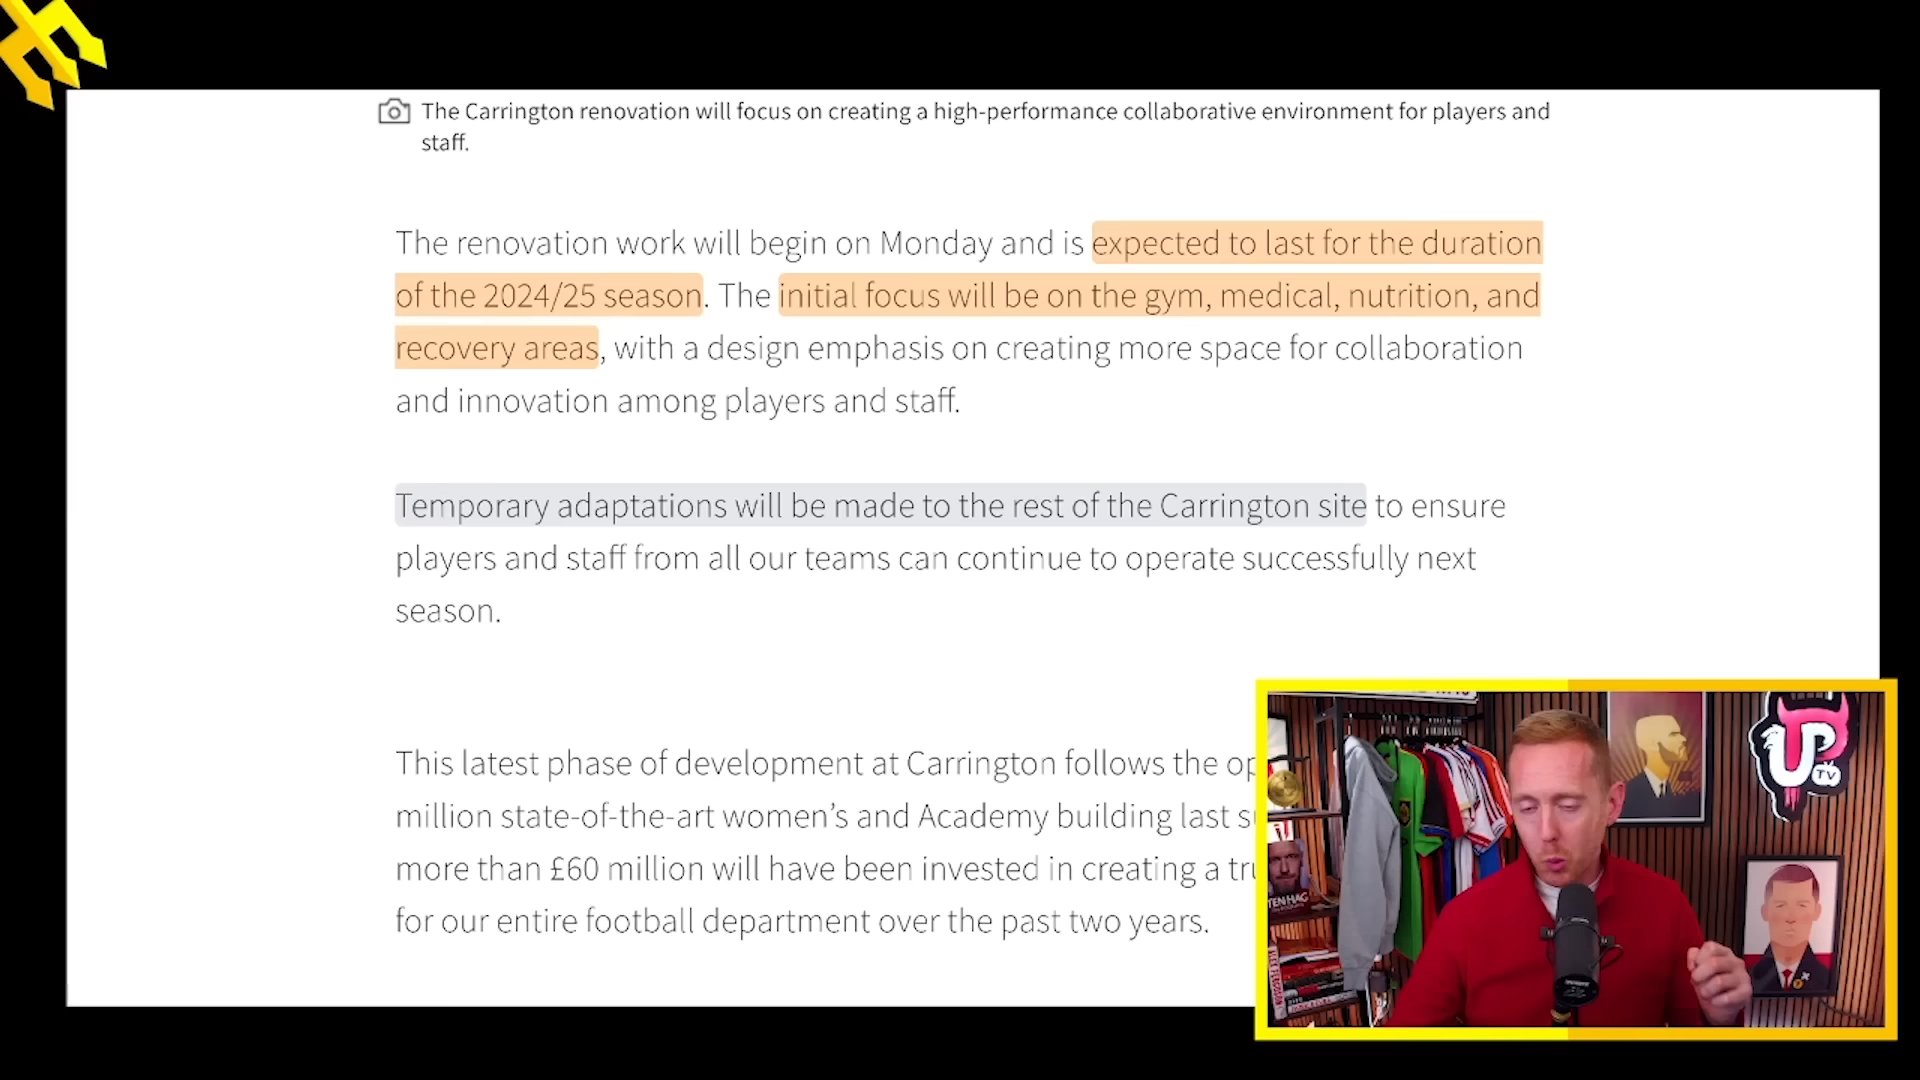 The Carrington renovation will focus on creating a high-performance collaborative environment for players and
staff.
The renovation work will begin on Monday and is expected to last for the duration
of the 2024/25 season. The initial focus will be on the gym, medical, nutrition, and
recovery areas, with a design emphasis on creating more space for collaboration
and innovation among players and staff.
Temporary adaptations will be made to the rest of the Carrington site to ensure
players and staff from all our teams can continue to operate successfully next
season.
This latest phase of development at Carrington follows the
million state-of-the-art women’s and Academy building last
more than £60 million will have been invested in creating a
for our entire football department over the past two years.
UP
TV
TEN HAG